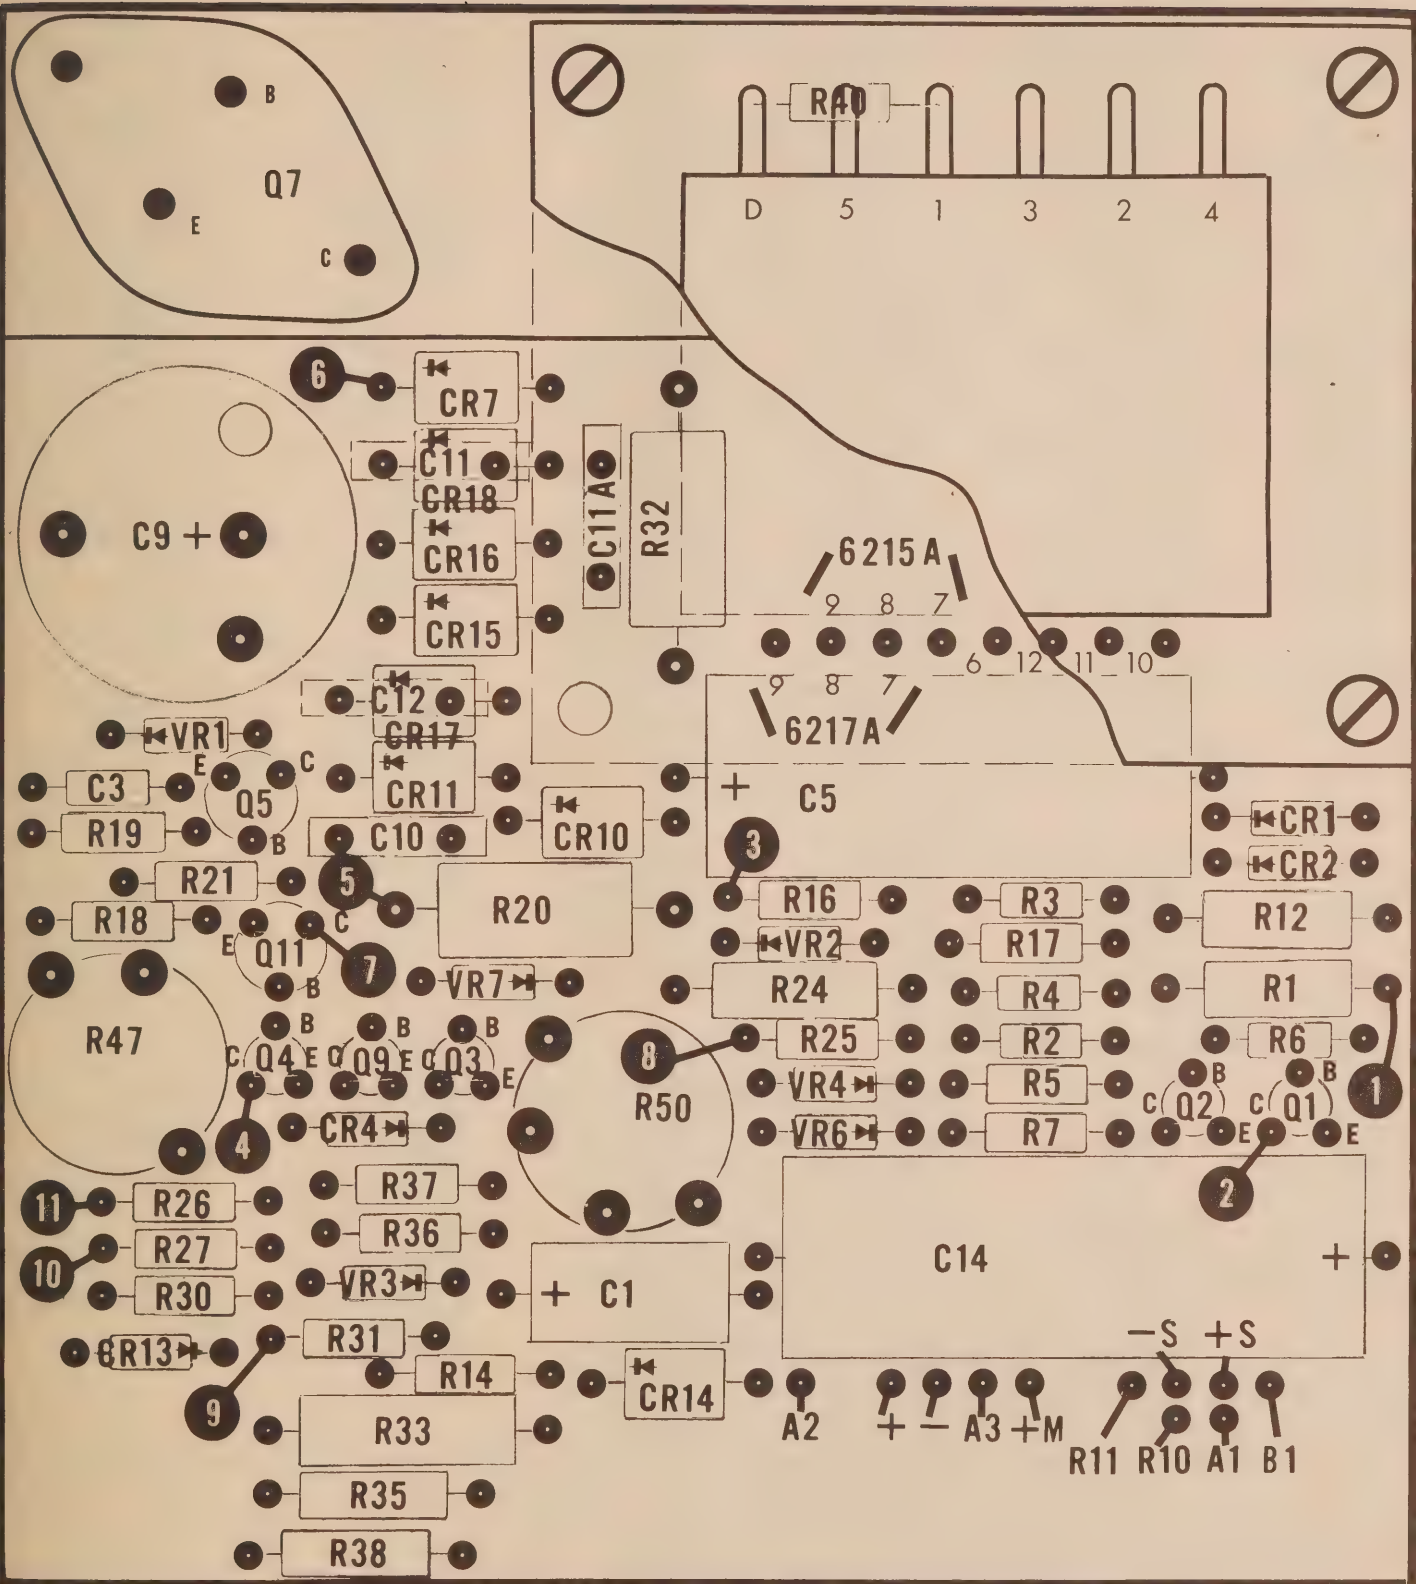 B
R40
Q7
D 5 1 3 2 4
E
C
6
CR7
C11
CR18
C9 +
C11A
R32
CR16
6215A
9 8 7
CR15
6 12 11 10
C12
CR17
9 8 7
6217A
VR1
E C
C3
Q5
CR11
+ C5
R19
B
C10
CR10
3
CR1
CR2
R21
5
R20
R16
R3
R12
R18
C
E
Q11
7
B
VR7
VR2
R17
R24
R4
R1
R47
B B B
C Q4 E C Q9 E C Q3 E
8
R50
R25
R2
R6
VR4
R5
B B
C Q2 E C Q1 E
1
4
CR4
VR6
R7
2
11
R26
R37
10
R27
R36
C14 +
R30
VR3
+ C1
CR13
R31
-S +S
9
R14
CR14
R33
A2 + - A3 +M
R11 R10 A1 B1
R35
R38